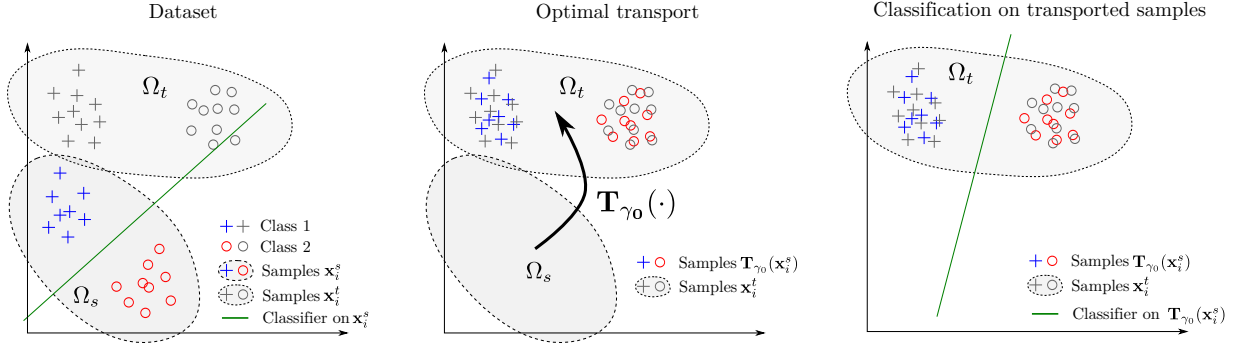 Dataset
Ω_t
Ω_s
Class 1
Class 2
Samples x_i^s
Samples x_i^t
Classifier on x_i^s
Optimal transport
Ω_t
T_γ₀(·)
Ω_s
Samples T_γ₀(x_i^s)
Samples x_i^t
Classification on transported samples
Ω_t
Samples T_γ₀(x_i^s)
Samples x_i^t
Classifier on T_γ₀(x_i^s)